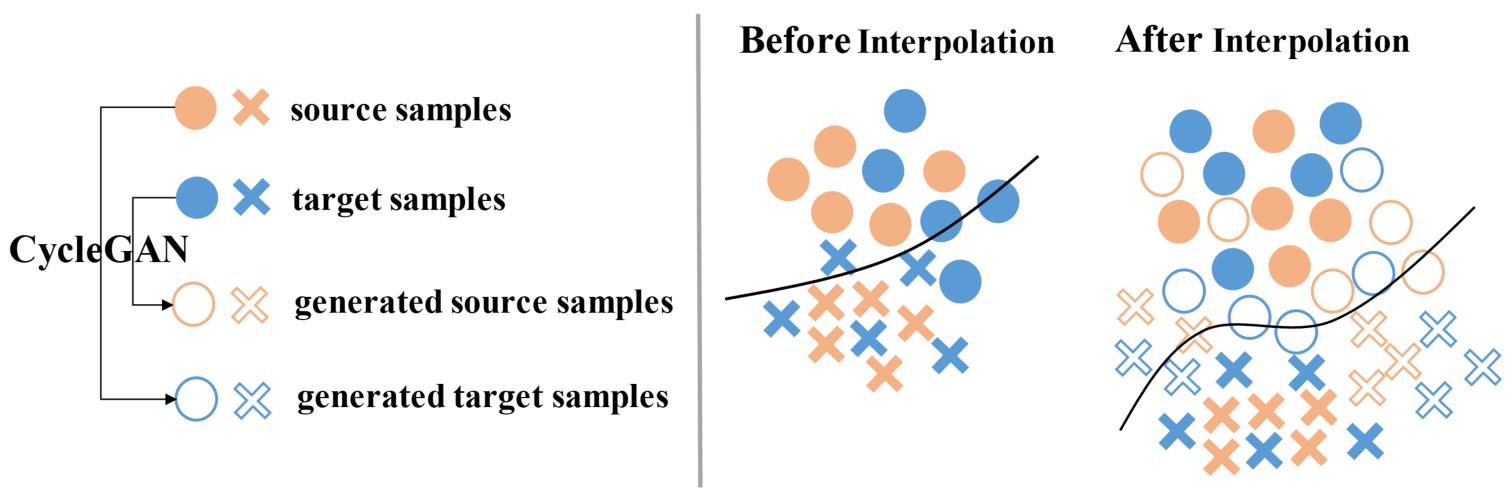 source samples
target samples
CycleGAN
generated source samples
generated target samples
Before Interpolation
After Interpolation